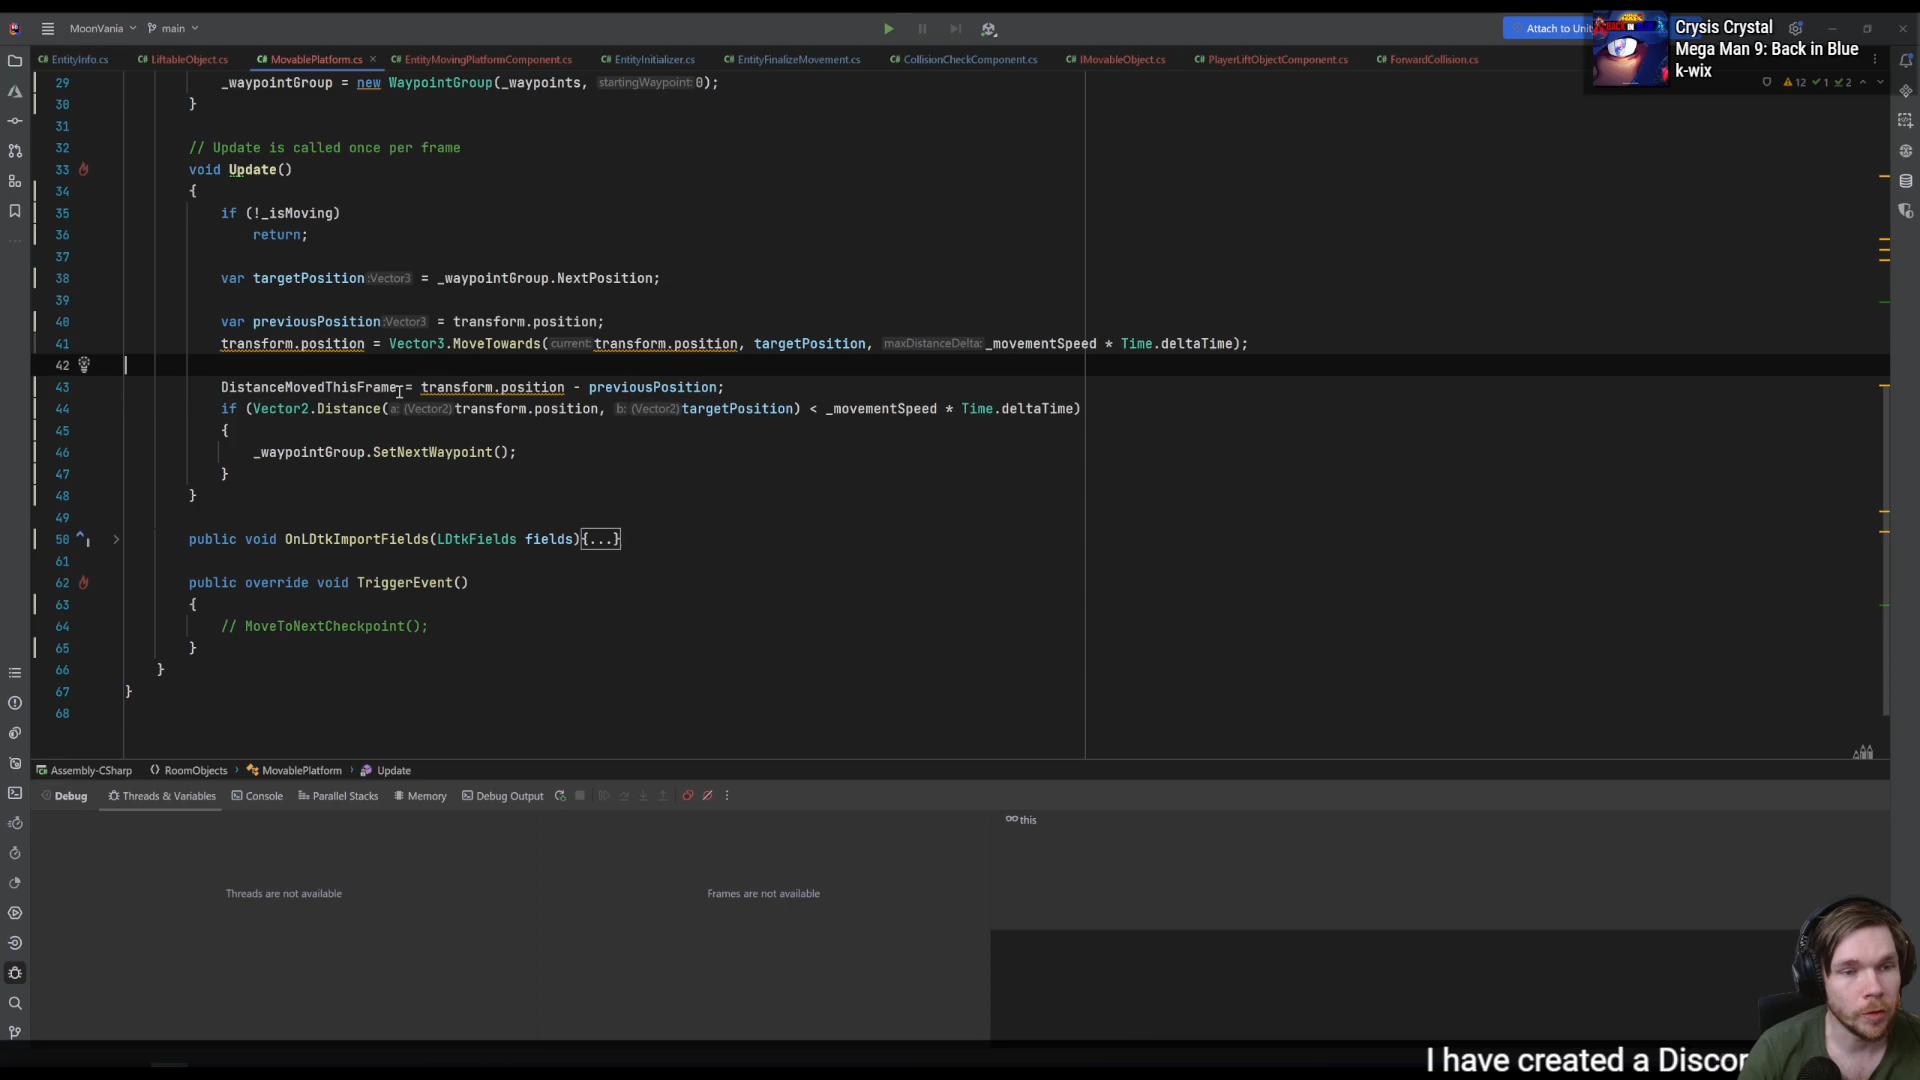 MoonVania
main
Attach to Unit
Crysis Crystal
Mega Man 9: Back in Blue
k-wix
EntityInfo.cs
LiftableObject.cs
MovablePlatform.cs
EntityMovingPlatformComponent.cs
EntityInitializer.cs
EntityFinalizeMovement.cs
CollisionCheckComponent.cs
IMovableObject.cs
PlayerLiftObjectComponent.cs
ForwardCollision.cs
12 1 2
29 _waypointGroup = new WaypointGroup(_waypoints, startingWaypoint: 0);
30 }
31
32 // Update is called once per frame
33 void Update()
34 {
35 if (!_isMoving)
36 return;
37
38 var targetPosition :Vector3 = _waypointGroup.NextPosition;
39
40 var previousPosition :Vector3 = transform.position;
41 transform.position = Vector3.MoveTowards( current: transform.position, targetPosition, maxDistanceDelta: _movementSpeed * Time.deltaTime);
42
43 DistanceMovedThisFrame = transform.position - previousPosition;
44 if (Vector2.Distance( a: (Vector2) transform.position, b: (Vector2) targetPosition) < _movementSpeed * Time.deltaTime)
45 {
46 _waypointGroup.SetNextWaypoint();
47 }
48 }
49
50 public void OnLDtkImportFields(LDtkFields fields){...}
61
62 public override void TriggerEvent()
63 {
64 // MoveToNextCheckpoint();
65 }
66 }
67 }
68
Assembly-CSharp RoomObjects MovablePlatform Update
Debug Threads & Variables Console Parallel Stacks Memory Debug Output
this
Threads are not available
Frames are not available
I have created a Discor